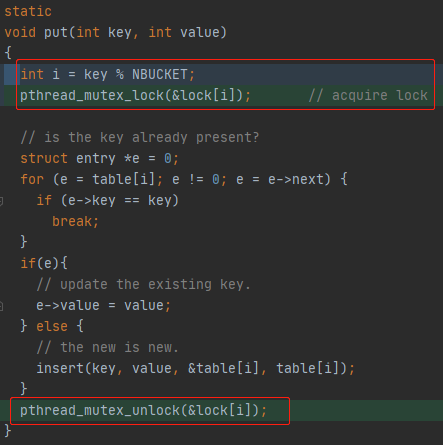 static
void put(int key, int value)
{
  int i = key % NBUCKET;
  pthread_mutex_lock(&lock[i]);       // acquire lock

  // is the key already present?
  struct entry *e = 0;
  for (e = table[i]; e != 0; e = e->next) {
    if (e->key == key)
      break;
  }
  if(e){
    // update the existing key.
    e->value = value;
  } else {
    // the new is new.
    insert(key, value, &table[i], table[i]);
  }
  pthread_mutex_unlock(&lock[i]);
}